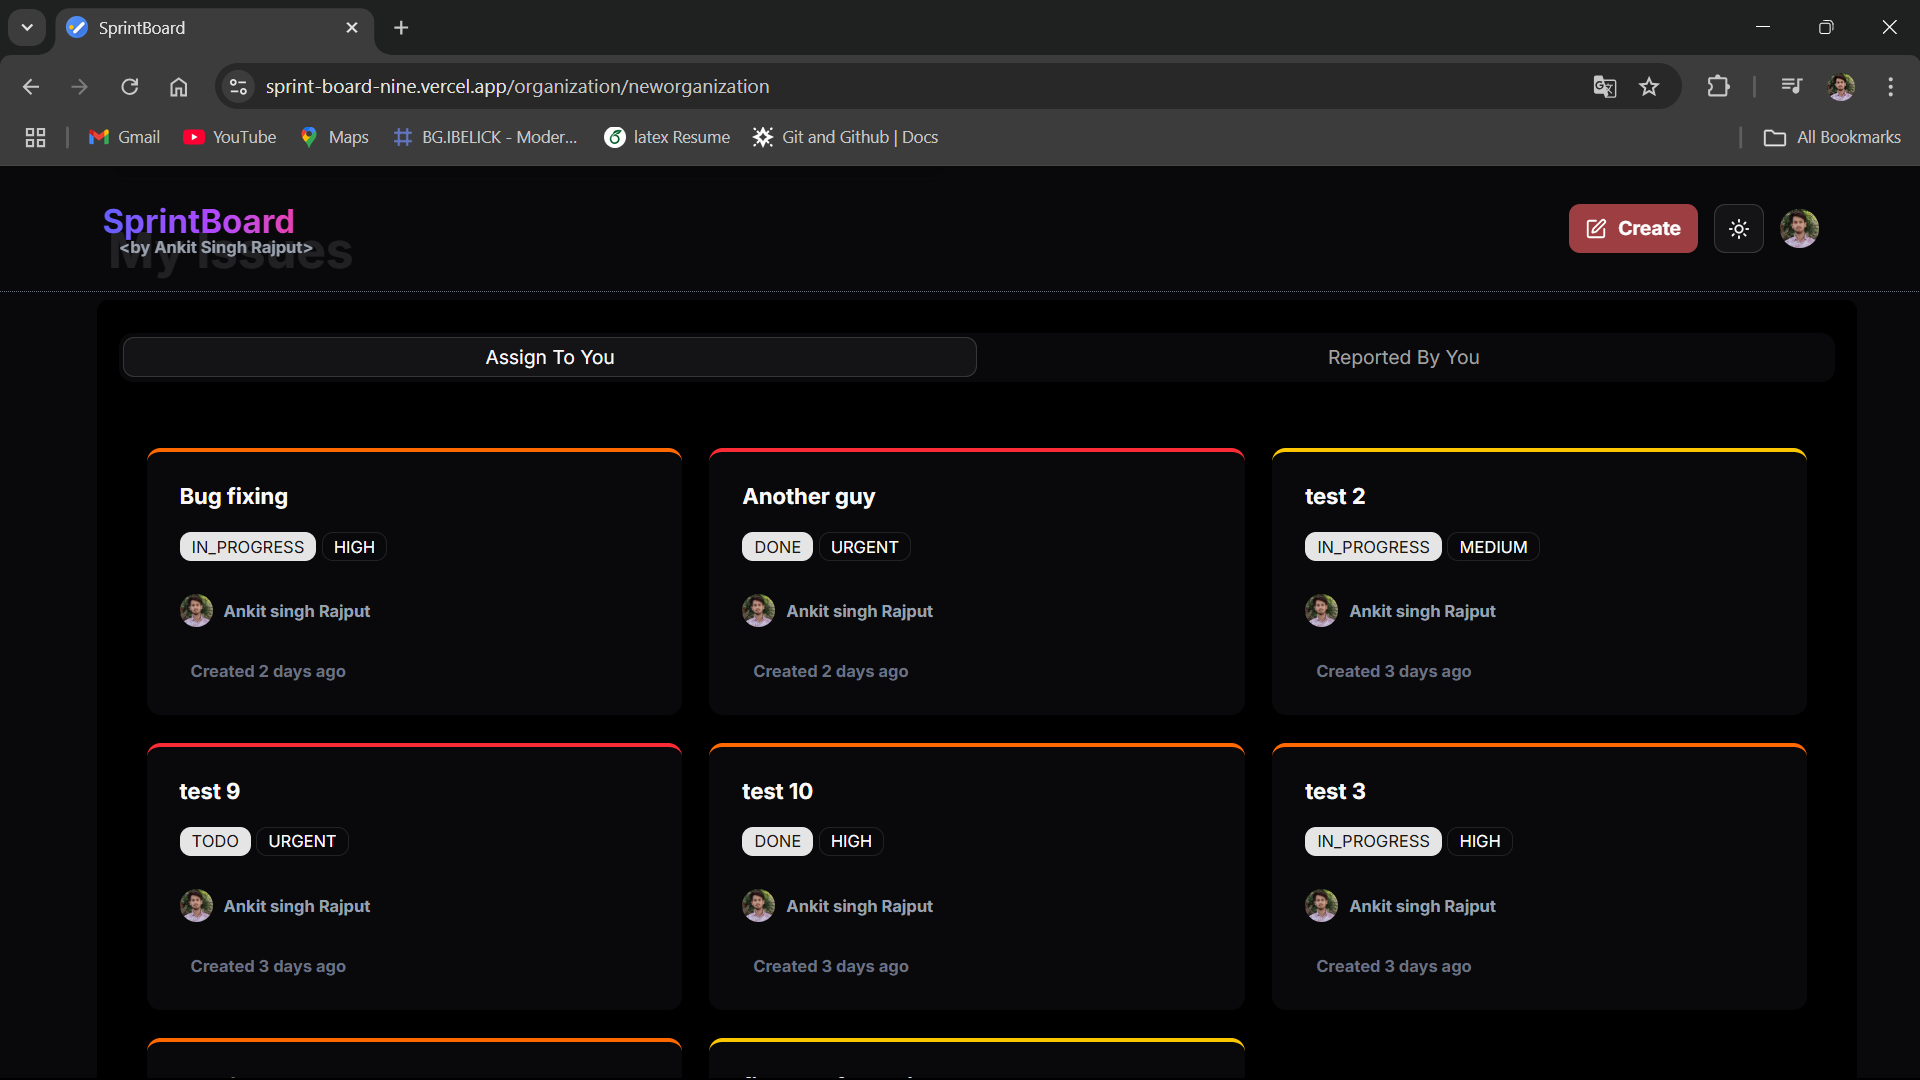 SprintBoard
sprint-board-nine.vercel.app/organization/neworganization
Gmail
YouTube
Maps
BG.IBELICK - Moder...
latex Resume
Git and Github | Docs
All Bookmarks
SprintBoard
<by Ankit Singh Rajput>
My Issues
Create
Assign To You
Reported By You
Bug fixing
IN_PROGRESS HIGH
Ankit singh Rajput
Created 2 days ago
Another guy
DONE URGENT
Ankit singh Rajput
Created 2 days ago
test 2
IN_PROGRESS MEDIUM
Ankit singh Rajput
Created 3 days ago
test 9
TODO URGENT
Ankit singh Rajput
Created 3 days ago
test 10
DONE HIGH
Ankit singh Rajput
Created 3 days ago
test 3
IN_PROGRESS HIGH
Ankit singh Rajput
Created 3 days ago